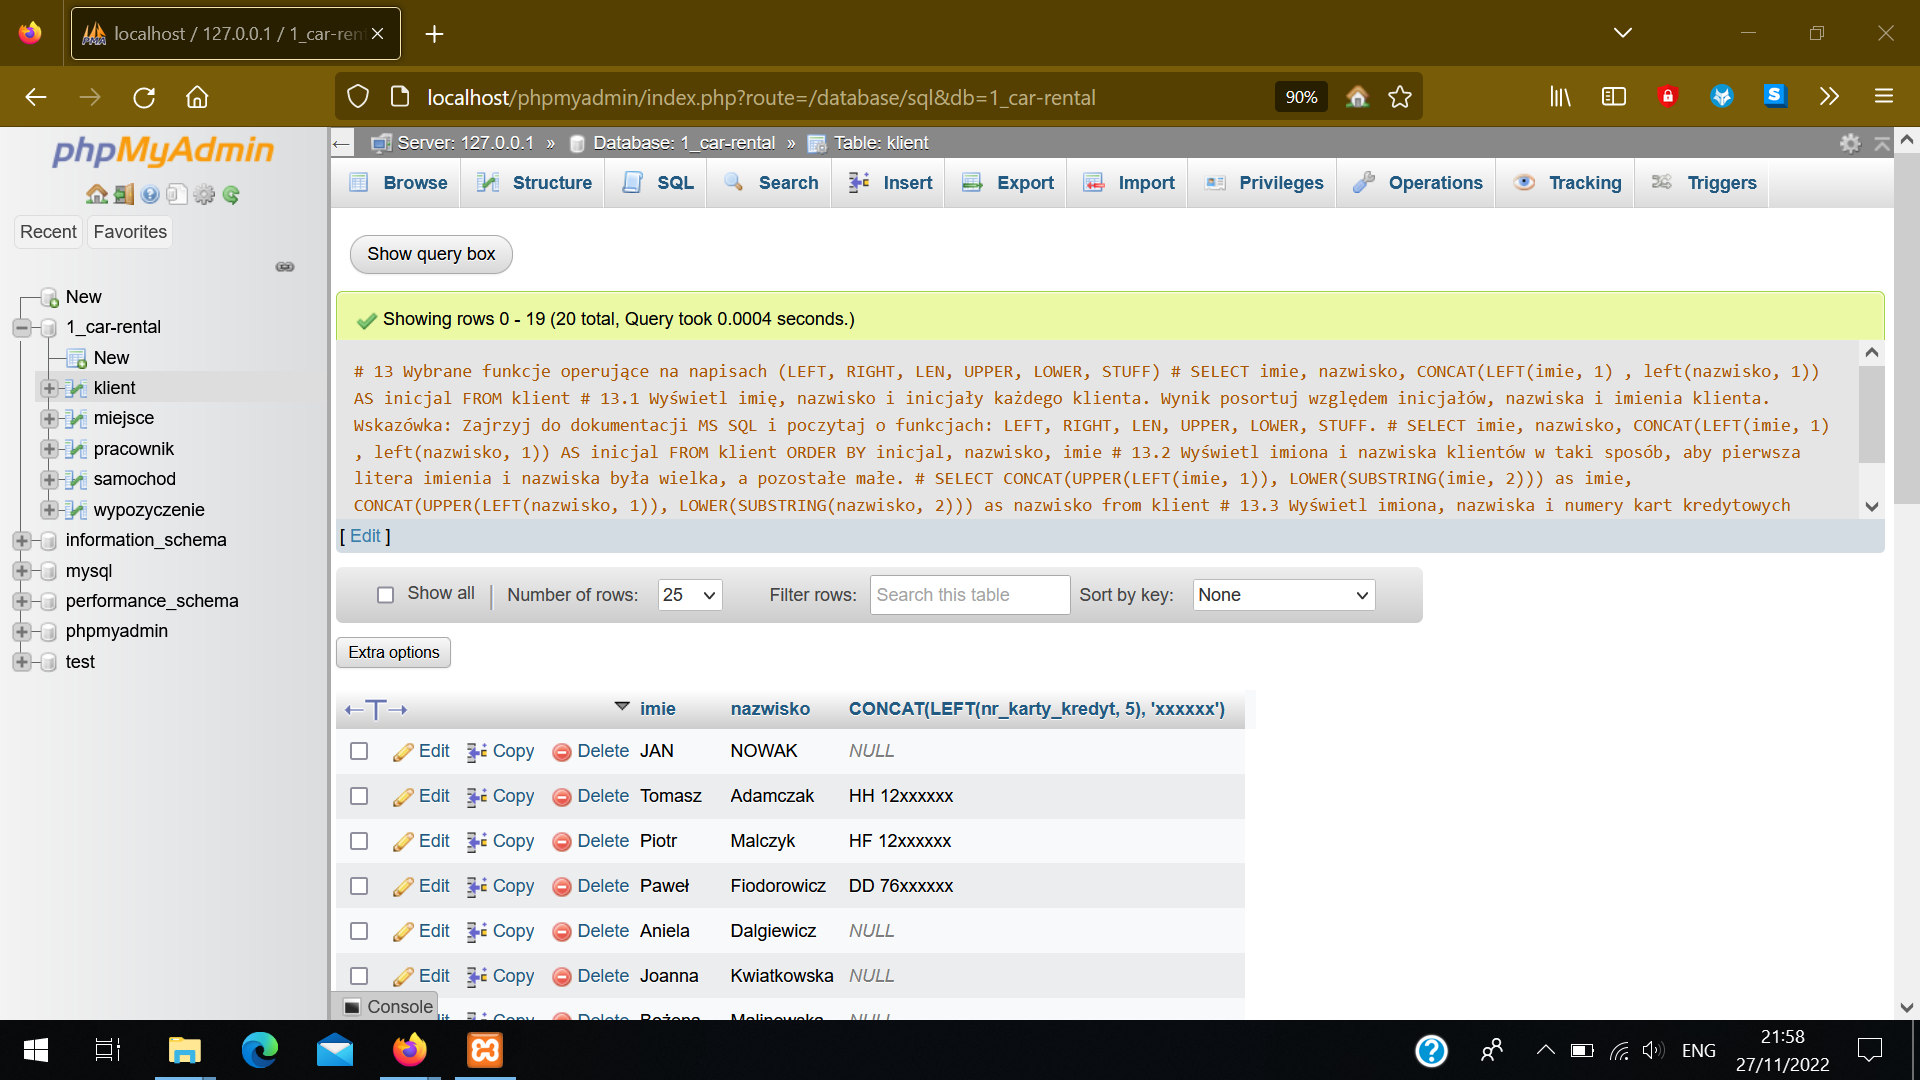 localhost / 127.0.0.1 / 1_car-ren
localhost/phpmyadmin/index.php?route=/database/sql&db=1_car-rental
90%
S
phpMyAdmin
Recent
Favorites
New
1_car-rental
New
klient
miejsce
pracownik
samochod
wypozyczenie
information_schema
mysql
performance_schema
phpmyadmin
test
Server: 127.0.0.1 » Database: 1_car-rental » Table: klient
Browse Structure SQL Search Insert Export Import Privileges Operations Tracking Triggers
Show query box
Showing rows 0 - 19 (20 total, Query took 0.0004 seconds.)
# 13 Wybrane funkcje operujące na napisach (LEFT, RIGHT, LEN, UPPER, LOWER, STUFF) # SELECT imie, nazwisko, CONCAT(LEFT(imie, 1) , left(nazwisko, 1))
AS inicjal FROM klient # 13.1 Wyświetl imię, nazwisko i inicjały każdego klienta. Wynik posortuj względem inicjałów, nazwiska i imienia klienta.
Wskazówka: Zajrzyj do dokumentacji MS SQL i poczytaj o funkcjach: LEFT, RIGHT, LEN, UPPER, LOWER, STUFF. # SELECT imie, nazwisko, CONCAT(LEFT(imie, 1)
, left(nazwisko, 1)) AS inicjal FROM klient ORDER BY inicjal, nazwisko, imie # 13.2 Wyświetl imiona i nazwiska klientów w taki sposób, aby pierwsza
litera imienia i nazwiska była wielka, a pozostałe małe. # SELECT CONCAT(UPPER(LEFT(imie, 1)), LOWER(SUBSTRING(imie, 2))) as imie,
CONCAT(UPPER(LEFT(nazwisko, 1)), LOWER(SUBSTRING(nazwisko, 2))) as nazwisko from klient # 13.3 Wyświetl imiona, nazwiska i numery kart kredytowych
[ Edit ]
Show all Number of rows: 25 Filter rows: Search this table Sort by key: None
Extra options
imie nazwisko CONCAT(LEFT(nr_karty_kredyt, 5), 'xxxxxx')
Edit Copy Delete JAN NOWAK NULL
Edit Copy Delete Tomasz Adamczak HH 12xxxxxx
Edit Copy Delete Piotr Malczyk HF 12xxxxxx
Edit Copy Delete Paweł Fiodorowicz DD 76xxxxxx
Edit Copy Delete Aniela Dalgiewicz NULL
Edit Copy Delete Joanna Kwiatkowska NULL
Console
Copy Delete Bożena Malinowska NULL
ENG
21:58
27/11/2022